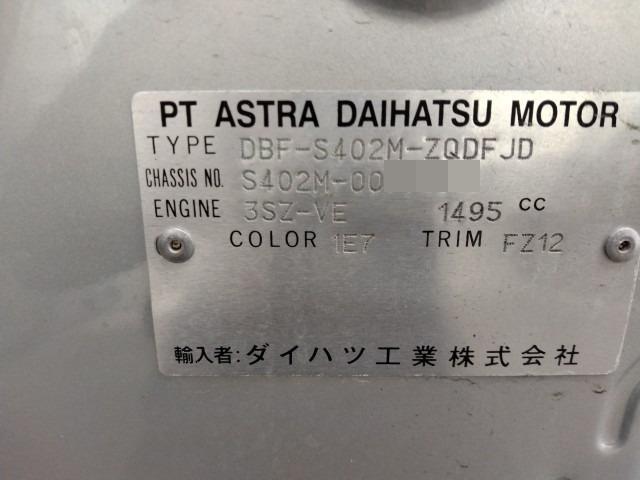 PT ASTRA DAIHATSU MOTOR
TYPE DBF-S402M-ZQDFJD
CHASSIS NO. S402M-00
ENGINE 3SZ-VE 1495 CC
COLOR 1E7 TRIM FZ12
輸入者:ダイハツ工業株式会社